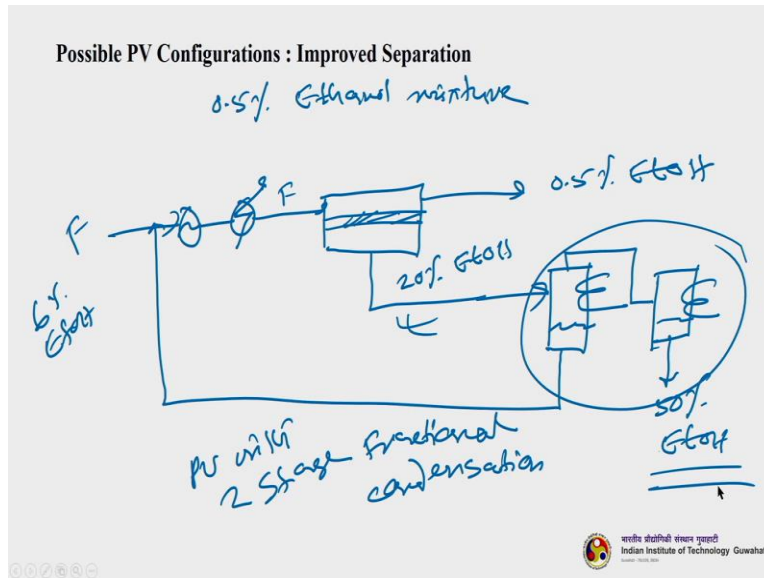 Possible PV Configurations : Improved Separation
0.5% Ethanol mixture
F
F
0.5% EtOH
6%
EtOH
20% EtOH
50%
EtOH
PV with
2 Stage fractional
condensation
भारतीय प्रौद्योगिकी संस्थान गुवाहाटी
Indian Institute of Technology Guwahat